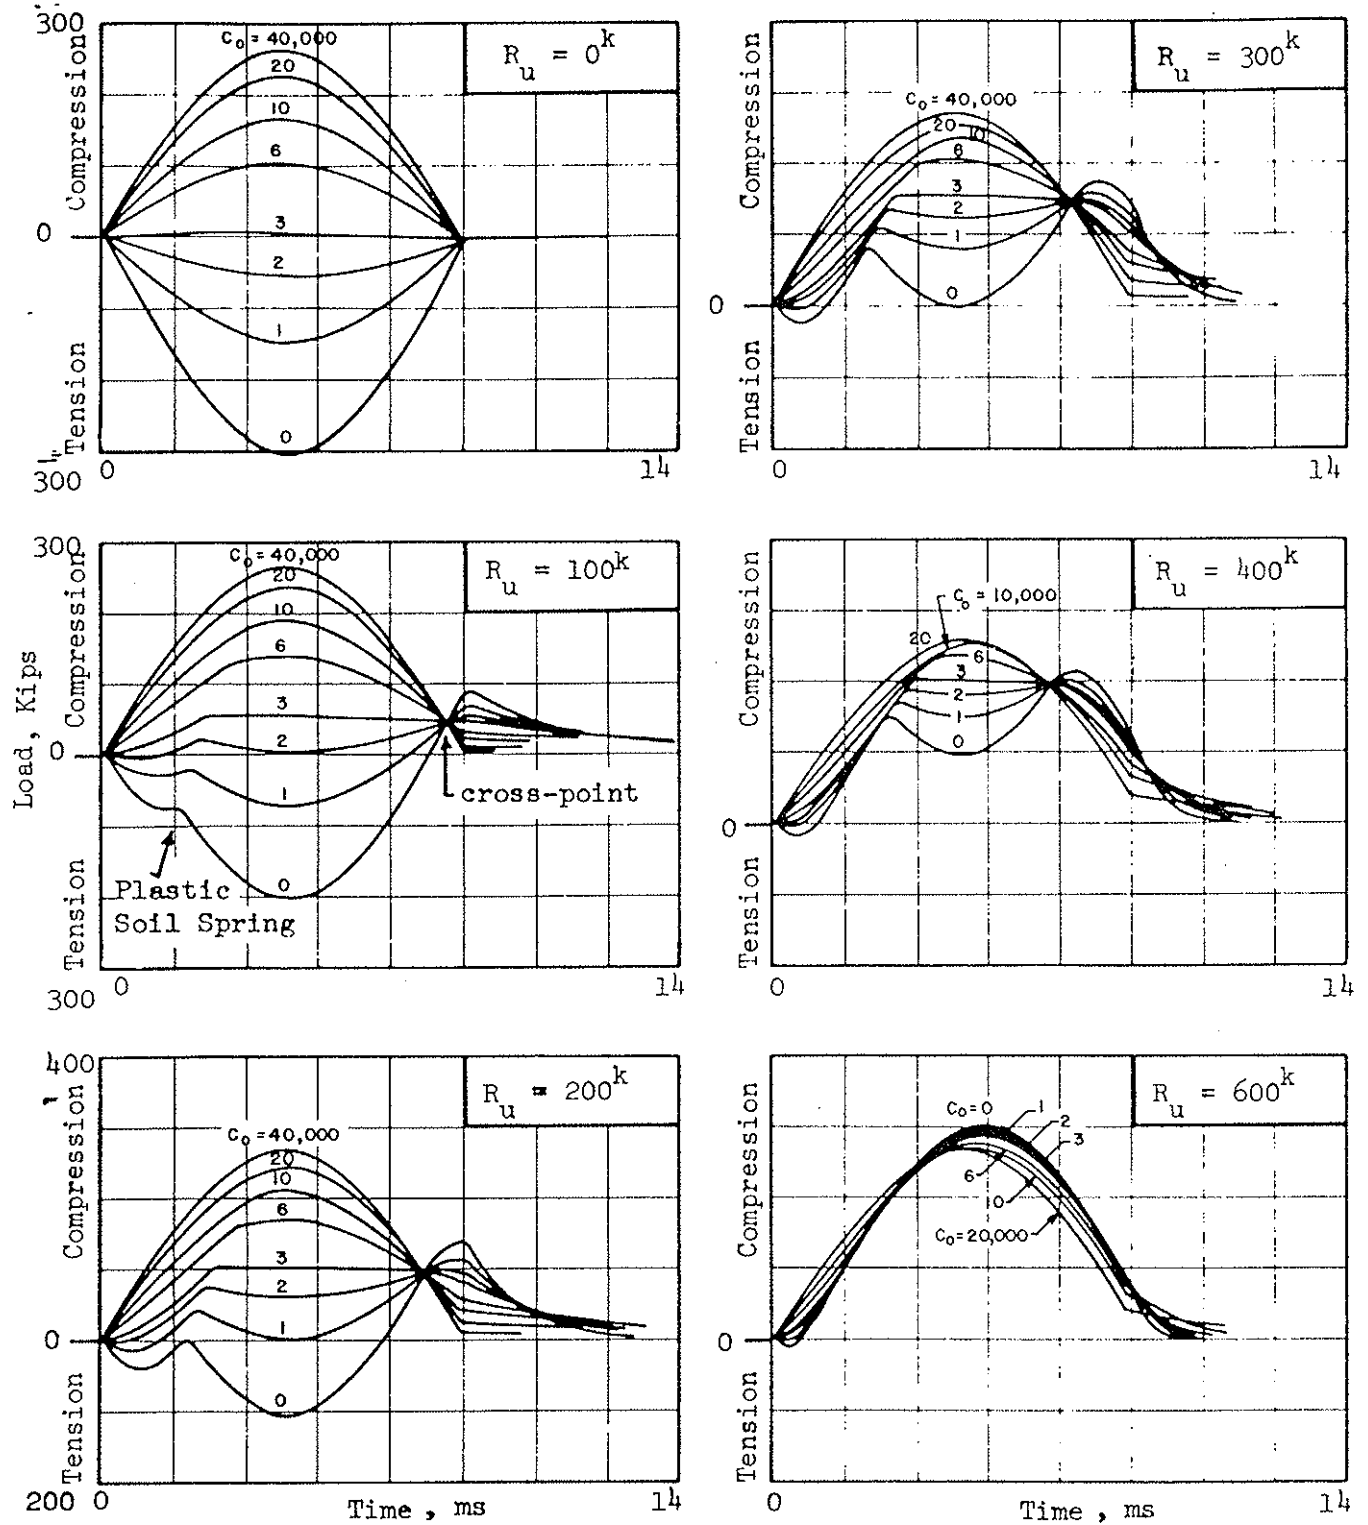 300
Compression
0
Tension
300
C₀ = 40,000
20
10
6
3
2
1
0
R_u = 0^k
0
14
Compression
0
Tension
C₀ = 40,000
20
10
6
3
2
1
0
R_u = 300^k
0
14
Load, Kips
300
Compression
0
Tension
300
C₀ = 40,000
20
10
6
3
2
1
0
R_u = 100^k
cross-point
Plastic
Soil Spring
0
14
Compression
0
Tension
C₀ = 10,000
20
6
3
2
1
0
R_u = 400^k
0
14
400
Compression
0
Tension
200
C₀ = 40,000
20
10
6
3
2
1
0
R_u = 200^k
0
14
Time, ms
Compression
0
Tension
C₀=0
1
2
3
6
10
C₀=20,000
R_u = 600^k
0
14
Time, ms